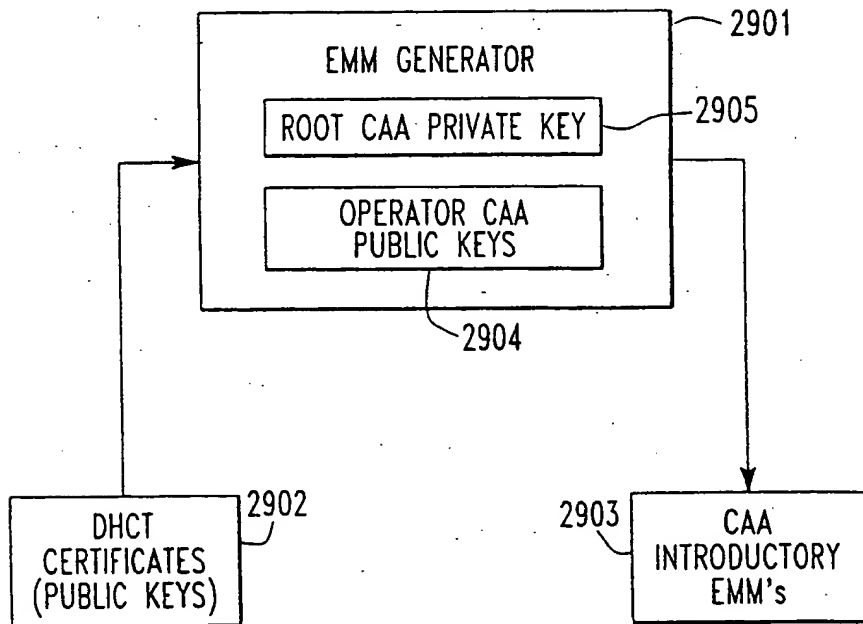 2901
EMM GENERATOR
ROOT CAA PRIVATE KEY
2905
OPERATOR CAA
PUBLIC KEYS
2904
DHCT
CERTIFICATES
(PUBLIC KEYS)
2902
2903
CAA
INTRODUCTORY
EMM's